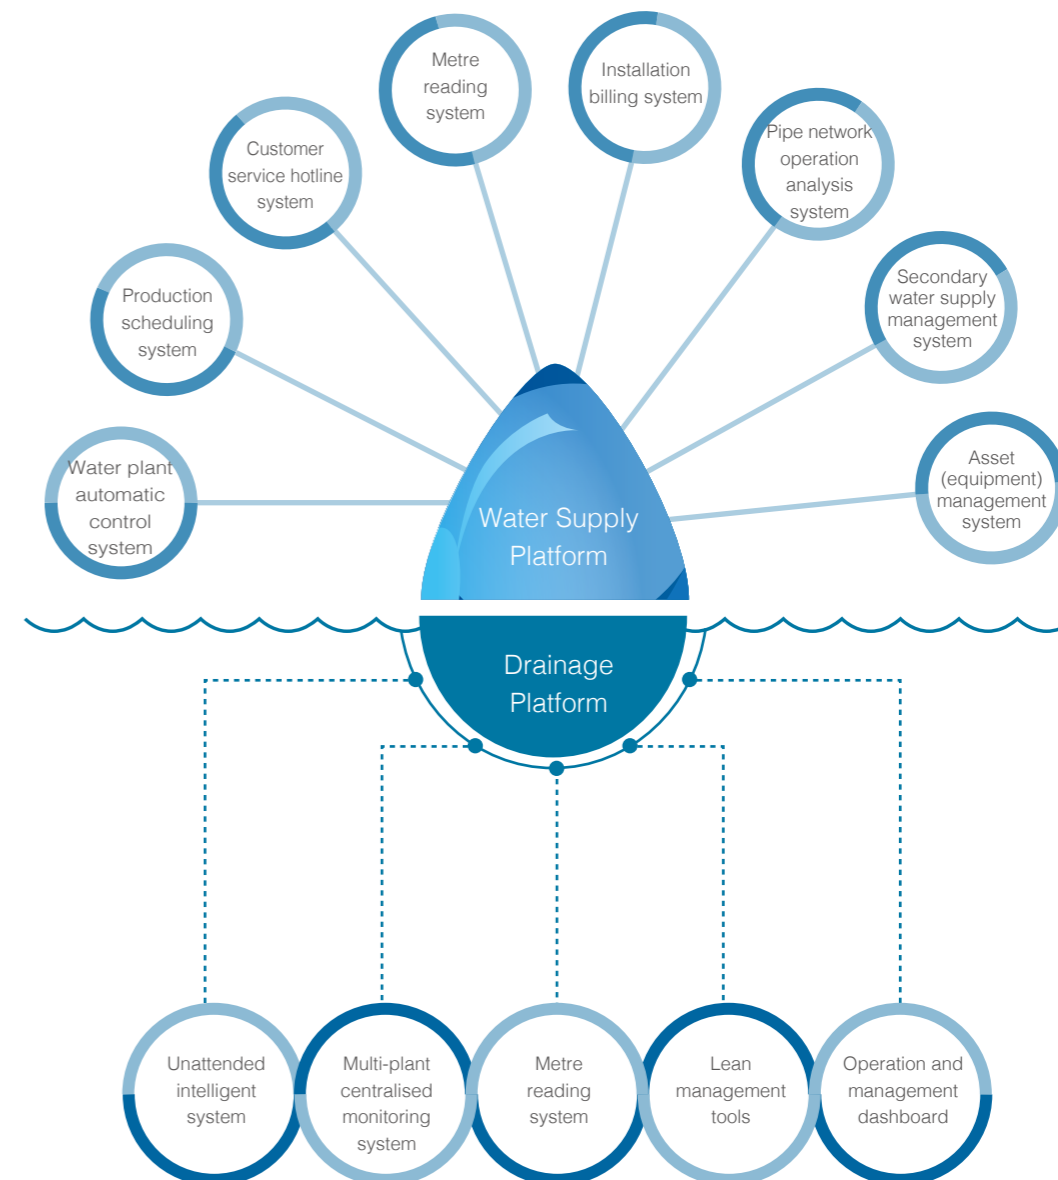 Metre
reading
system
Installation
billing system
Customer
service hotline
system
Pipe network
operation
analysis
system
Production
scheduling
system
Secondary
water supply
management
system
Water plant
automatic
control
system
Asset
(equipment)
management
system
Water Supply
Platform
Drainage
Platform
Unattended
intelligent
system
Multi-plant
centralised
monitoring
system
Metre
reading
system
Lean
management
tools
Operation and
management
dashboard